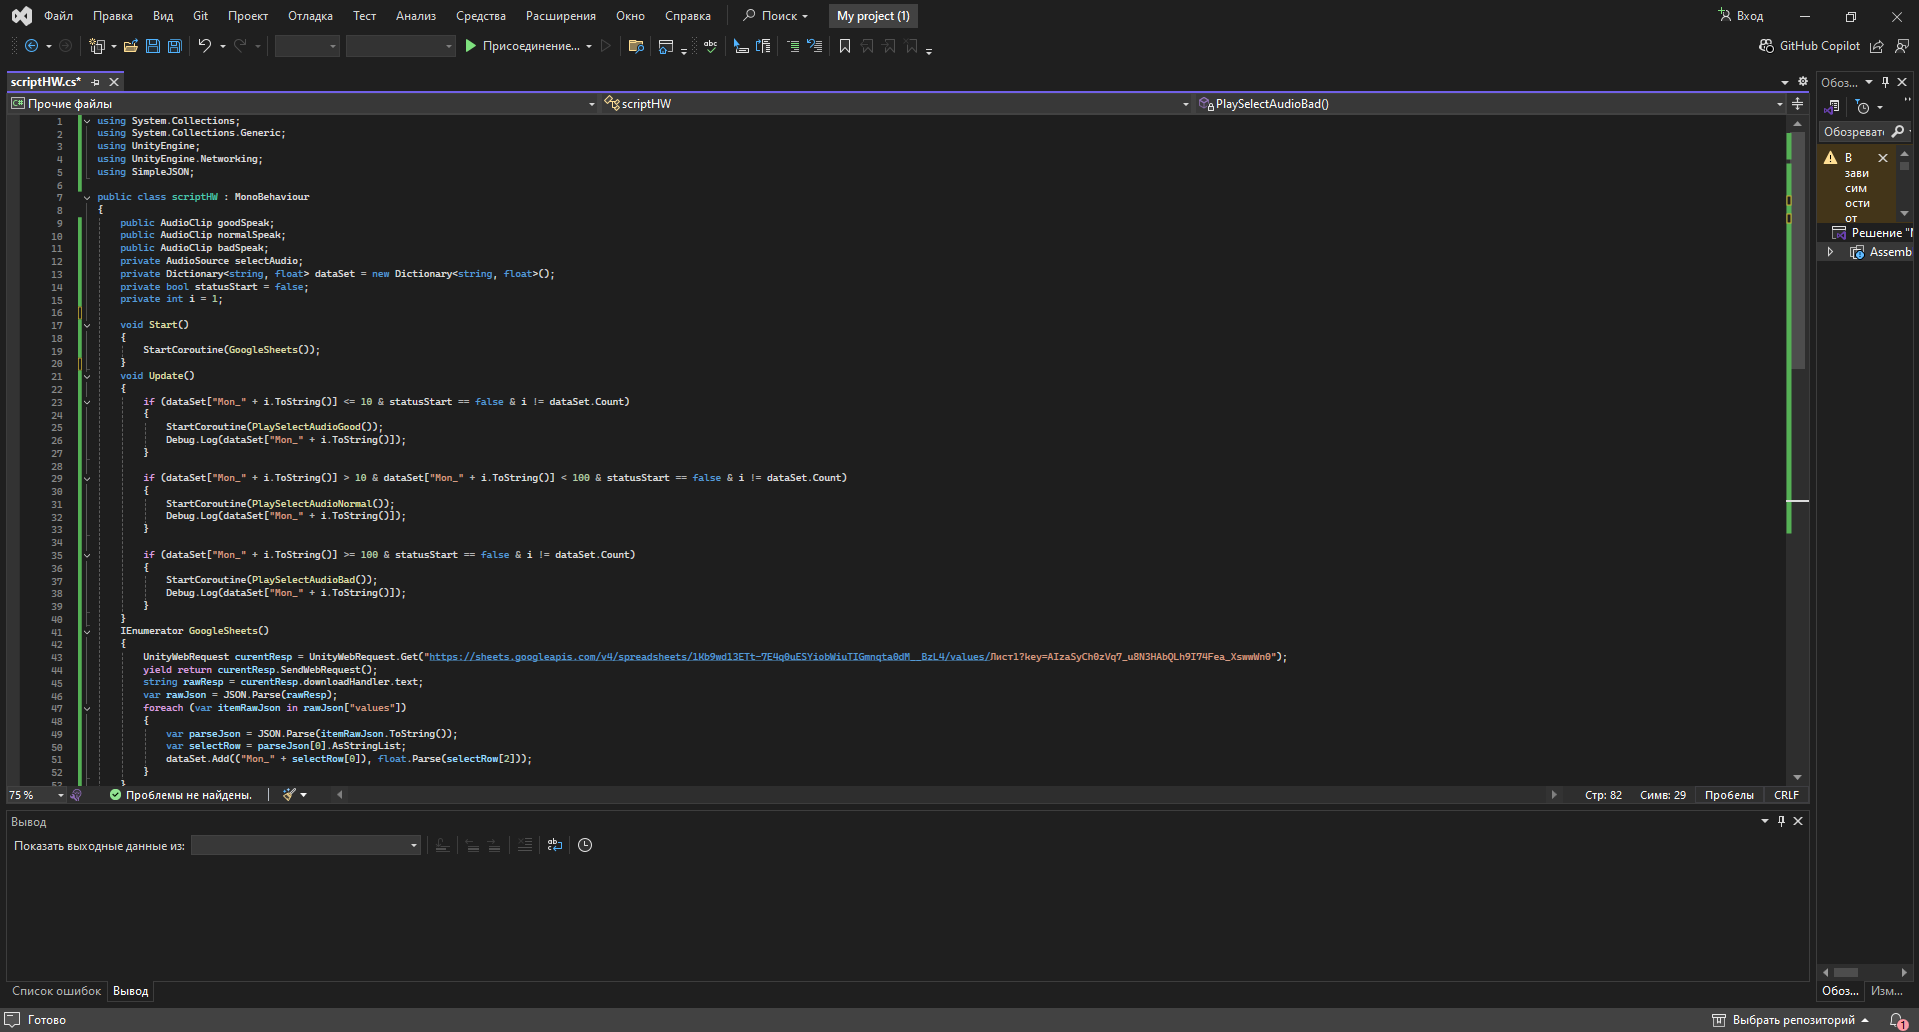 Файл Правка Вид Git Проект Отладка Тест Анализ Средства Расширения Окно Справка Поиск My project (1) Вход
Присоединение... GitHub Copilot
scriptHW.cs*
Обоз...
C# Прочие файлы scriptHW PlaySelectAudioBad()
Обозревате
1 using System.Collections;
2 using System.Collections.Generic;
3 using UnityEngine;
4 using UnityEngine.Networking;
5 using SimpleJSON;
6
7 public class scriptHW : MonoBehaviour
8 {
9 public AudioClip goodSpeak;
10 public AudioClip normalSpeak;
11 public AudioClip badSpeak;
12 private AudioSource selectAudio;
13 private Dictionary<string, float> dataSet = new Dictionary<string, float>();
14 private bool statusStart = false;
15 private int i = 1;
16
17 void Start()
18 {
19 StartCoroutine(GoogleSheets());
20 }
21 void Update()
22 {
23 if (dataSet["Mon_" + i.ToString()] <= 10 & statusStart == false & i != dataSet.Count)
24 {
25 StartCoroutine(PlaySelectAudioGood());
26 Debug.Log(dataSet["Mon_" + i.ToString()]);
27 }
28
29 if (dataSet["Mon_" + i.ToString()] > 10 & dataSet["Mon_" + i.ToString()] < 100 & statusStart == false & i != dataSet.Count)
30 {
31 StartCoroutine(PlaySelectAudioNormal());
32 Debug.Log(dataSet["Mon_" + i.ToString()]);
33 }
34
35 if (dataSet["Mon_" + i.ToString()] >= 100 & statusStart == false & i != dataSet.Count)
36 {
37 StartCoroutine(PlaySelectAudioBad());
38 Debug.Log(dataSet["Mon_" + i.ToString()]);
39 }
40 }
41 IEnumerator GoogleSheets()
42 {
43 UnityWebRequest curentResp = UnityWebRequest.Get("https://sheets.googleapis.com/v4/spreadsheets/1Kb9wd13ETt-7E4q0uESYiobWiuTIGmnqta0dM__BzL4/values/Лист1?key=AIzaSyCh0zVq7_u8N3HAbQLh9I74Fea_XswwWn0");
44 yield return curentResp.SendWebRequest();
45 string rawResp = curentResp.downloadHandler.text;
46 var rawJson = JSON.Parse(rawResp);
47 foreach (var itemRawJson in rawJson["values"])
48 {
49 var parseJson = JSON.Parse(itemRawJson.ToString());
50 var selectRow = parseJson[0].AsStringList;
51 dataSet.Add(("Mon_" + selectRow[0]), float.Parse(selectRow[2]));
52 }
В
зави
сим
ости
от
Решение "
Assemb
75 % Проблемы не найдены. Стр: 82 Симв: 29 Пробелы CRLF
Вывод
Показать выходные данные из:
Список ошибок Вывод
Обоз... Изм...
Готово Выбрать репозиторий 1